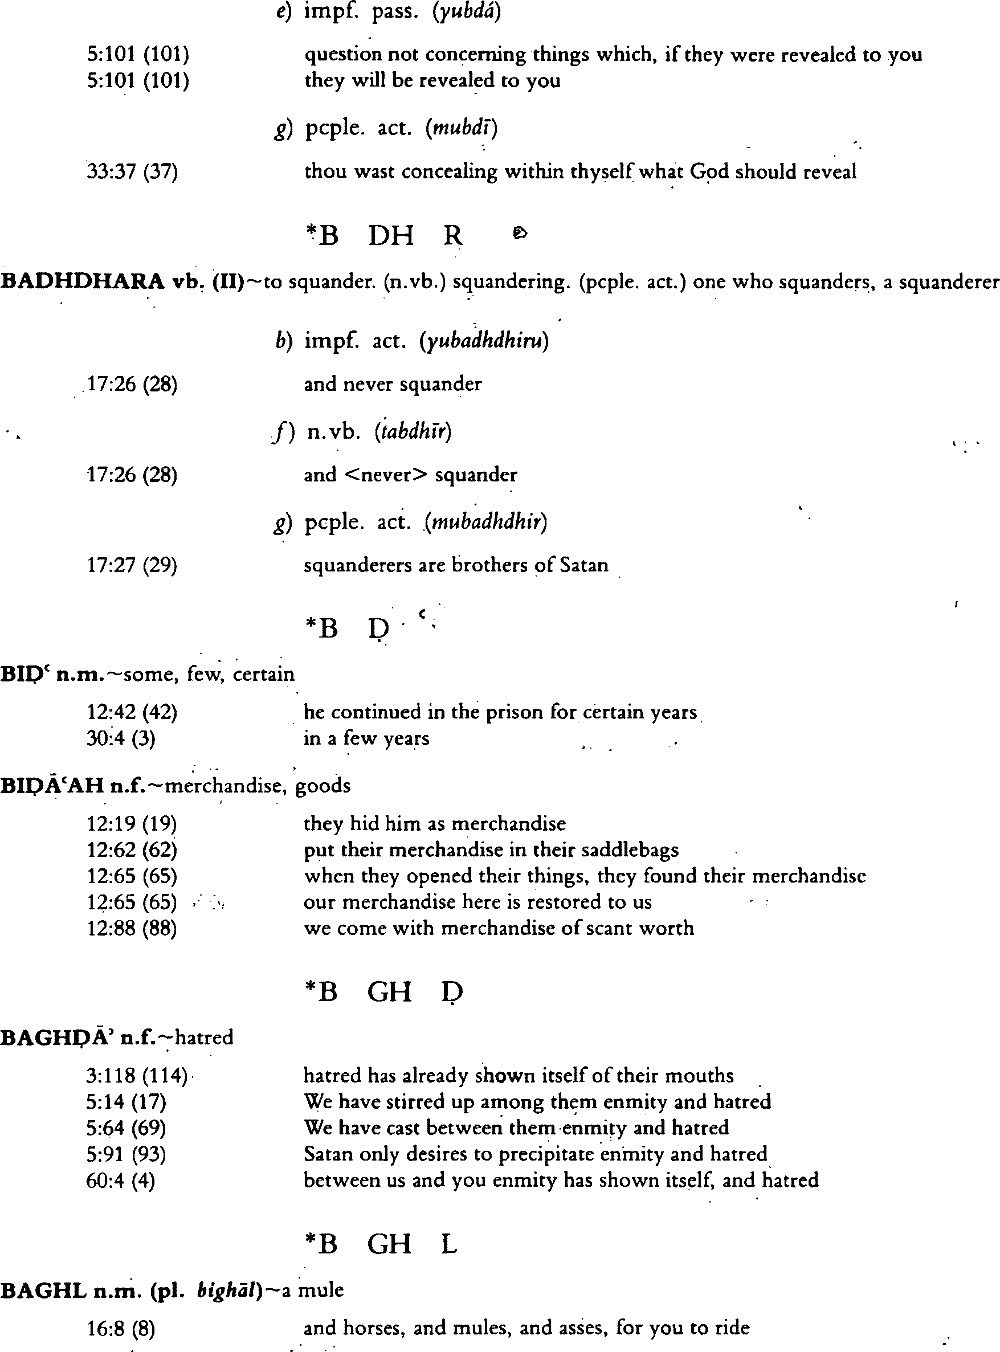 e) impf. pass. (yubdá)
5:101 (101) question not concerning things which, if they were revealed to you
5:101 (101) they will be revealed to you
g) pcple. act. (mubdī)
33:37 (37) thou wast concealing within thyself what God should reveal
*B DH R
BADHDHARA vb. (II)~to squander. (n.vb.) squandering. (pcple. act.) one who squanders, a squanderer
b) impf. act. (yubadhdhiru)
17:26 (28) and never squander
f) n.vb. (tabdhīr)
17:26 (28) and <never> squander
g) pcple. act. (mubadhdhir)
17:27 (29) squanderers are brothers of Satan
*B Ḍ ʿ
BIḌʿ n.m.~some, few, certain
12:42 (42) he continued in the prison for certain years
30:4 (3) in a few years
BIḌĀʿAH n.f.~merchandise, goods
12:19 (19) they hid him as merchandise
12:62 (62) put their merchandise in their saddlebags
12:65 (65) when they opened their things, they found their merchandise
12:65 (65) our merchandise here is restored to us
12:88 (88) we come with merchandise of scant worth
*B GH Ḍ
BAGHḌĀʾ n.f.~hatred
3:118 (114) hatred has already shown itself of their mouths
5:14 (17) We have stirred up among them enmity and hatred
5:64 (69) We have cast between them enmity and hatred
5:91 (93) Satan only desires to precipitate enmity and hatred
60:4 (4) between us and you enmity has shown itself, and hatred
*B GH L
BAGHL n.m. (pl. bighāl)~a mule
16:8 (8) and horses, and mules, and asses, for you to ride